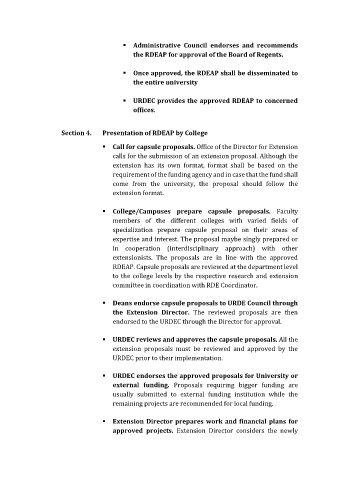 ▪ Administrative Council endorses and recommends
the RDEAP for approval of the Board of Regents.
▪ Once approved, the RDEAP shall be disseminated to
the entire university
▪ URDEC provides the approved RDEAP to concerned
offices.
Section 4. Presentation of RDEAP by College
▪ Call for capsule proposals. Office of the Director for Extension
calls for the submission of an extension proposal. Although the
extension has its own format, format shall be based on the
requirement of the funding agency and in case that the fund shall
come from the university, the proposal should follow the
extension format.
▪ College/Campuses prepare capsule proposals. Faculty
members of the different colleges with varied fields of
specialization prepare capsule proposal on their areas of
expertise and interest. The proposal maybe singly prepared or
in cooperation (interdisciplinary approach) with other
extensionists. The proposals are in line with the approved
RDEAP. Capsule proposals are reviewed at the department level
to the college levels by the respective research and extension
committee in coordination with RDE Coordinator.
▪ Deans endorse capsule proposals to URDE Council through
the Extension Director. The reviewed proposals are then
endorsed to the URDEC through the Director for approval.
▪ URDEC reviews and approves the capsule proposals. All the
extension proposals must be reviewed and approved by the
URDEC prior to their implementation.
▪ URDEC endorses the approved proposals for University or
external funding. Proposals requiring bigger funding are
usually submitted to external funding institution while the
remaining projects are recommended for local funding.
▪ Extension Director prepares work and financial plans for
approved projects. Extension Director considers the newly